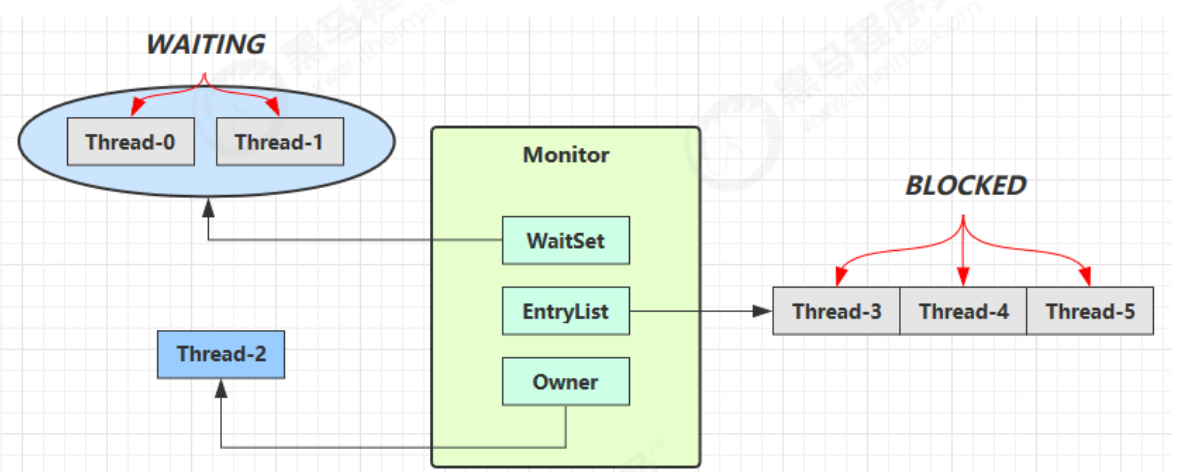 WAITING
Thread-0
Thread-1
Monitor
BLOCKED
WaitSet
EntryList
Thread-3
Thread-4
Thread-5
Thread-2
Owner
黑马程序员
www.itheima.com